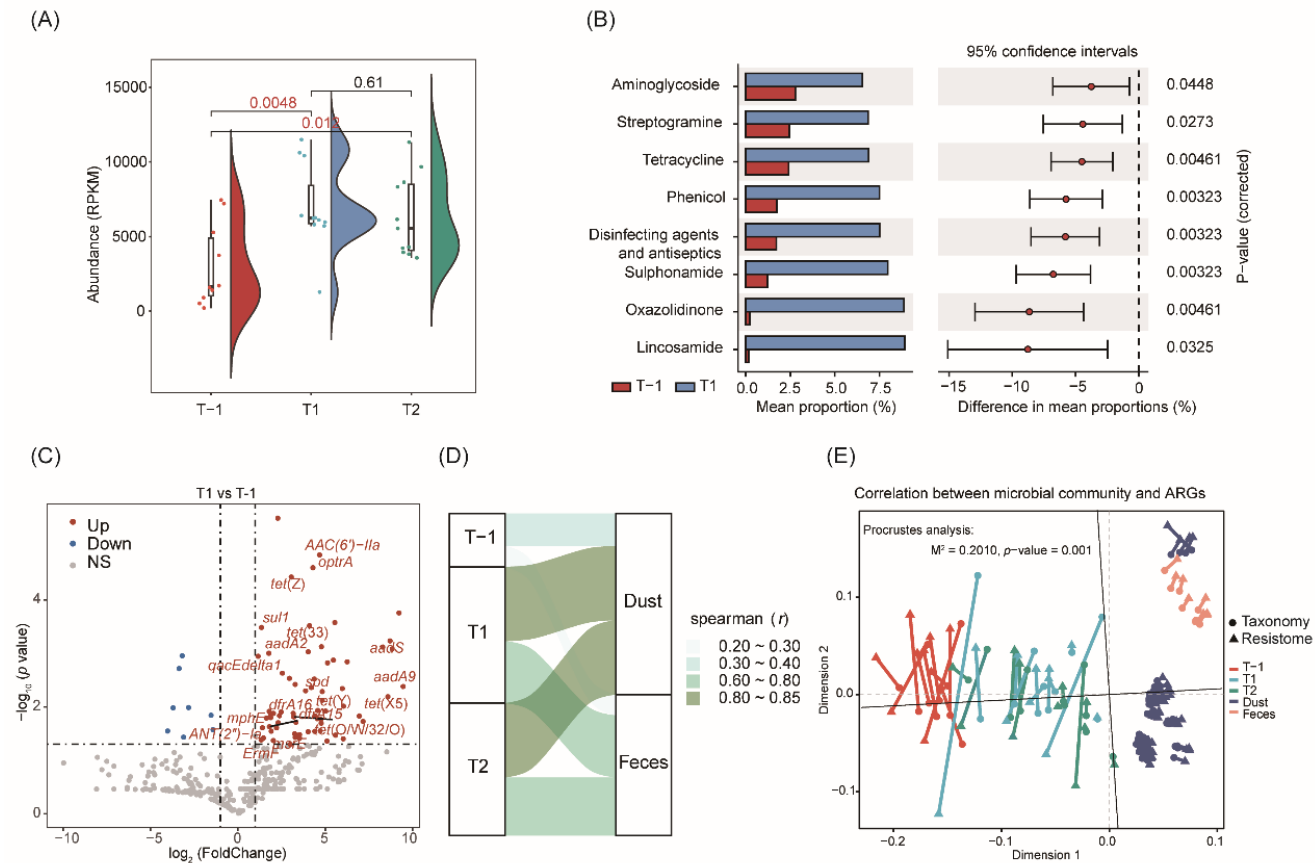 (A)
15000
10000
5000
0
Abundance (RPKM)
0.0048
0.61
0.012
T−1
T1
T2
(B)
95% confidence intervals
Aminoglycoside
0.0448
Streptogramine
0.0273
Tetracycline
0.00461
Phenicol
0.00323
Disinfecting agents
and antiseptics
0.00323
Sulphonamide
0.00323
Oxazolidinone
0.00461
Lincosamide
0.0325
P−value (corrected)
T−1
T1
0.0 2.5 5.0 7.5
Mean proportion (%)
−15 −10 −5 0
Difference in mean proportions (%)
(C)
T1 vs T-1
Up
Down
NS
AAC(6')−IIa
optrA
tet(Z)
sul1
tet(33)
aadA2
aadS
qacEdelta1
spd
aadA9
dfrA16
tet(Y)
tet(X5)
mphE
ANT(2")−Ia
tet(O/W/32/O)
msrE
ErmF
4
2
0
−log₁₀ (p value)
−10 −5 0 5 10
log₂ (FoldChange)
(D)
T−1
T1
T2
Dust
Feces
spearman (r)
0.20 ~ 0.30
0.30 ~ 0.40
0.60 ~ 0.80
0.80 ~ 0.85
(E)
Correlation between microbial community and ARGs
Procrustes analysis:
M² = 0.2010, p−value = 0.001
0.1
0.0
−0.1
Dimension 2
−0.2 −0.1 0.0 0.1
Dimension 1
Taxonomy
Resistome
T−1
T1
T2
Dust
Feces